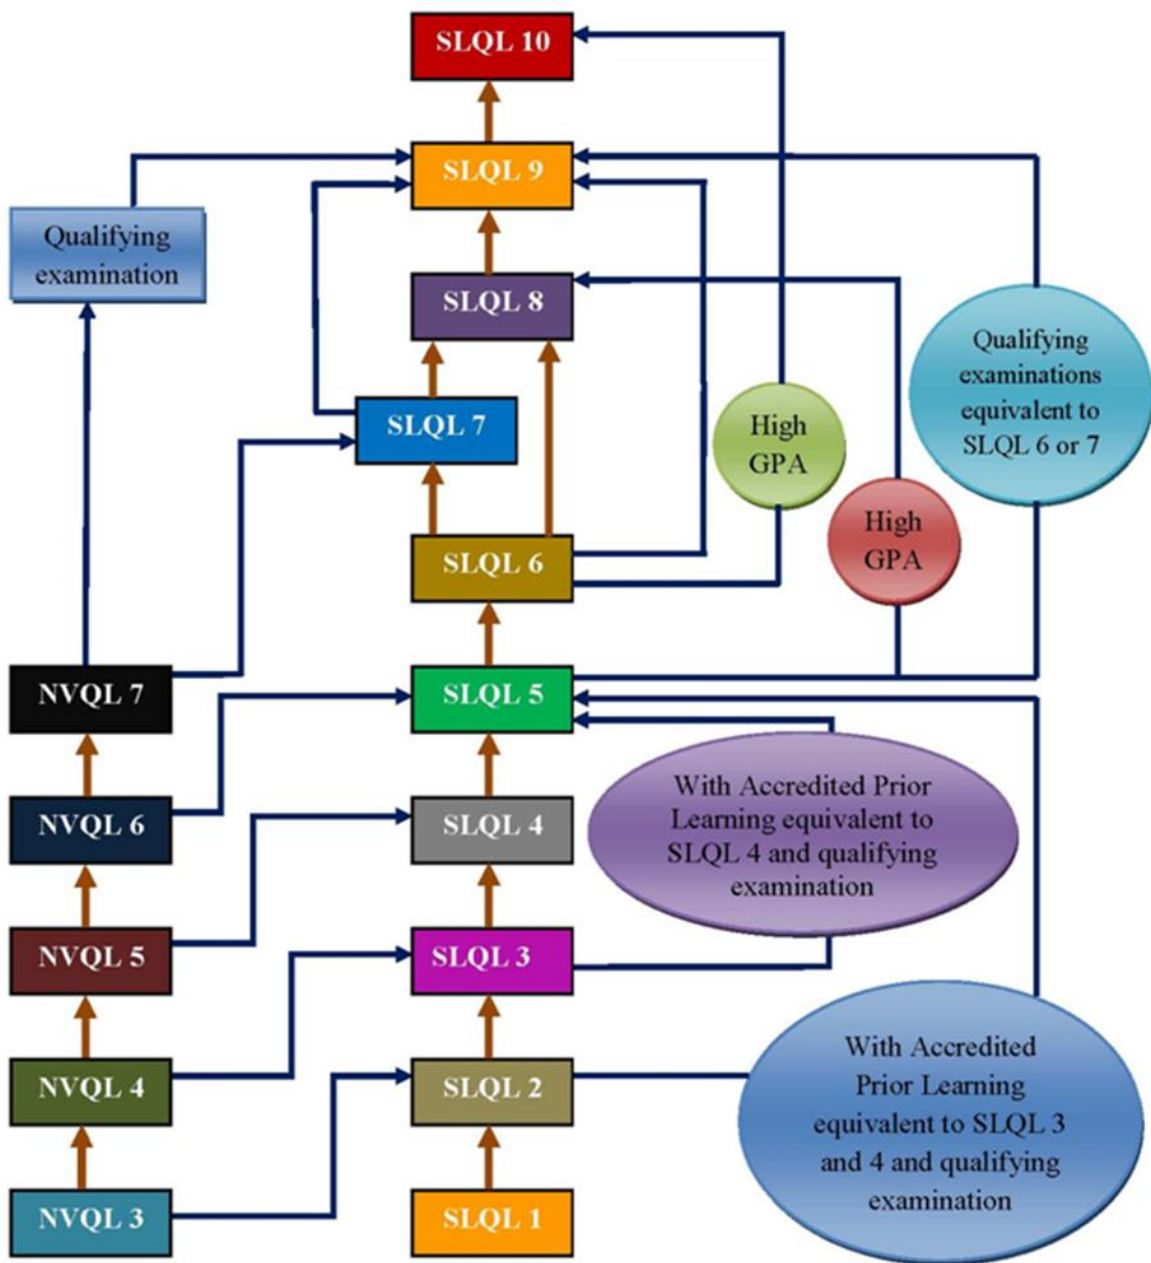 SLQL 10
SLQL 9
Qualifying
examination
SLQL 8
Qualifying
examinations
equivalent to
SLQL 6 or 7
SLQL 7
High
GPA
High
GPA
SLQL 6
NVQL 7
SLQL 5
With Accredited Prior
Learning equivalent to
SLQL 4 and qualifying
examination
NVQL 6
SLQL 4
NVQL 5
SLQL 3
With Accredited
Prior Learning
equivalent to SLQL 3
and 4 and qualifying
examination
NVQL 4
SLQL 2
NVQL 3
SLQL 1